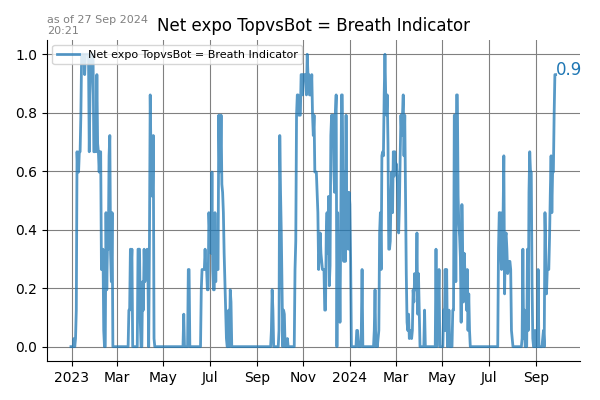 as of 27 Sep 2024
20:21
Net expo TopvsBot = Breath Indicator
Net expo TopvsBot = Breath Indicator
0.9
1.0
0.8
0.6
0.4
0.2
0.0
2023 Mar May Jul Sep Nov 2024 Mar May Jul Sep